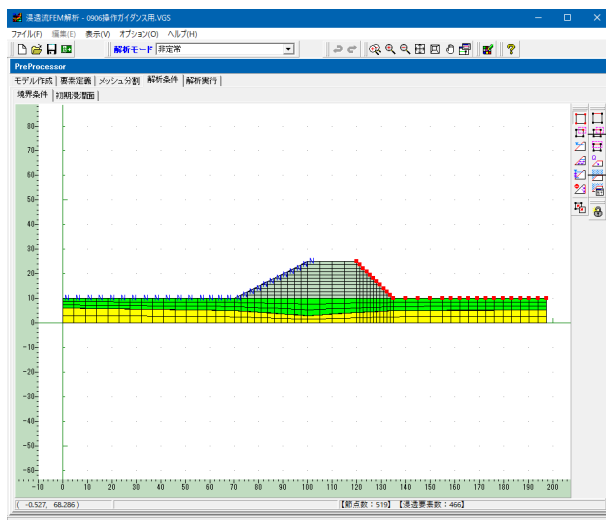 浸透流FEM解析 - 0906操作ガイダンス用.VGS
ファイル(F) 編集(E) 表示(V) オプション(O) ヘルプ(H)
解析モード 非定常
PreProcessor
モデル作成 要素定義 メッシュ分割 解析条件 解析実行
境界条件 初期浸潤面
80
70
60
50
40
30
20
N
10 N N N N N N N N N N N N N N N N
0
-10
-20
-30
-40
-50
-60
-10 0 10 20 30 40 50 60 70 80 90 100 110 120 130 140 150 160 170 180 190 200
( -0.527, 68.286 ) 【節点数:519】 【浸透要素数:466】